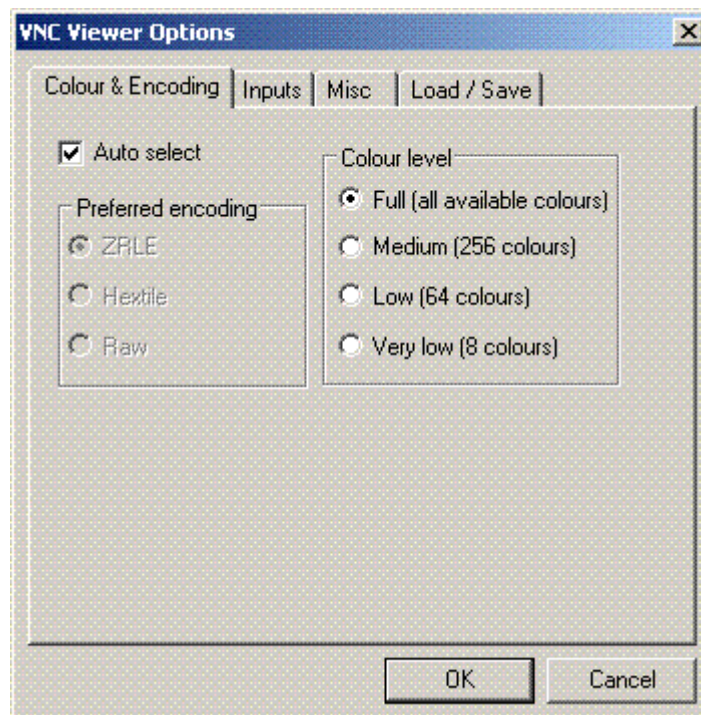 VNC Viewer Options
Colour & Encoding Inputs Misc Load / Save
Auto select
Preferred encoding
ZRLE
Hextile
Raw
Colour level
Full (all available colours)
Medium (256 colours)
Low (64 colours)
Very low (8 colours)
OK Cancel